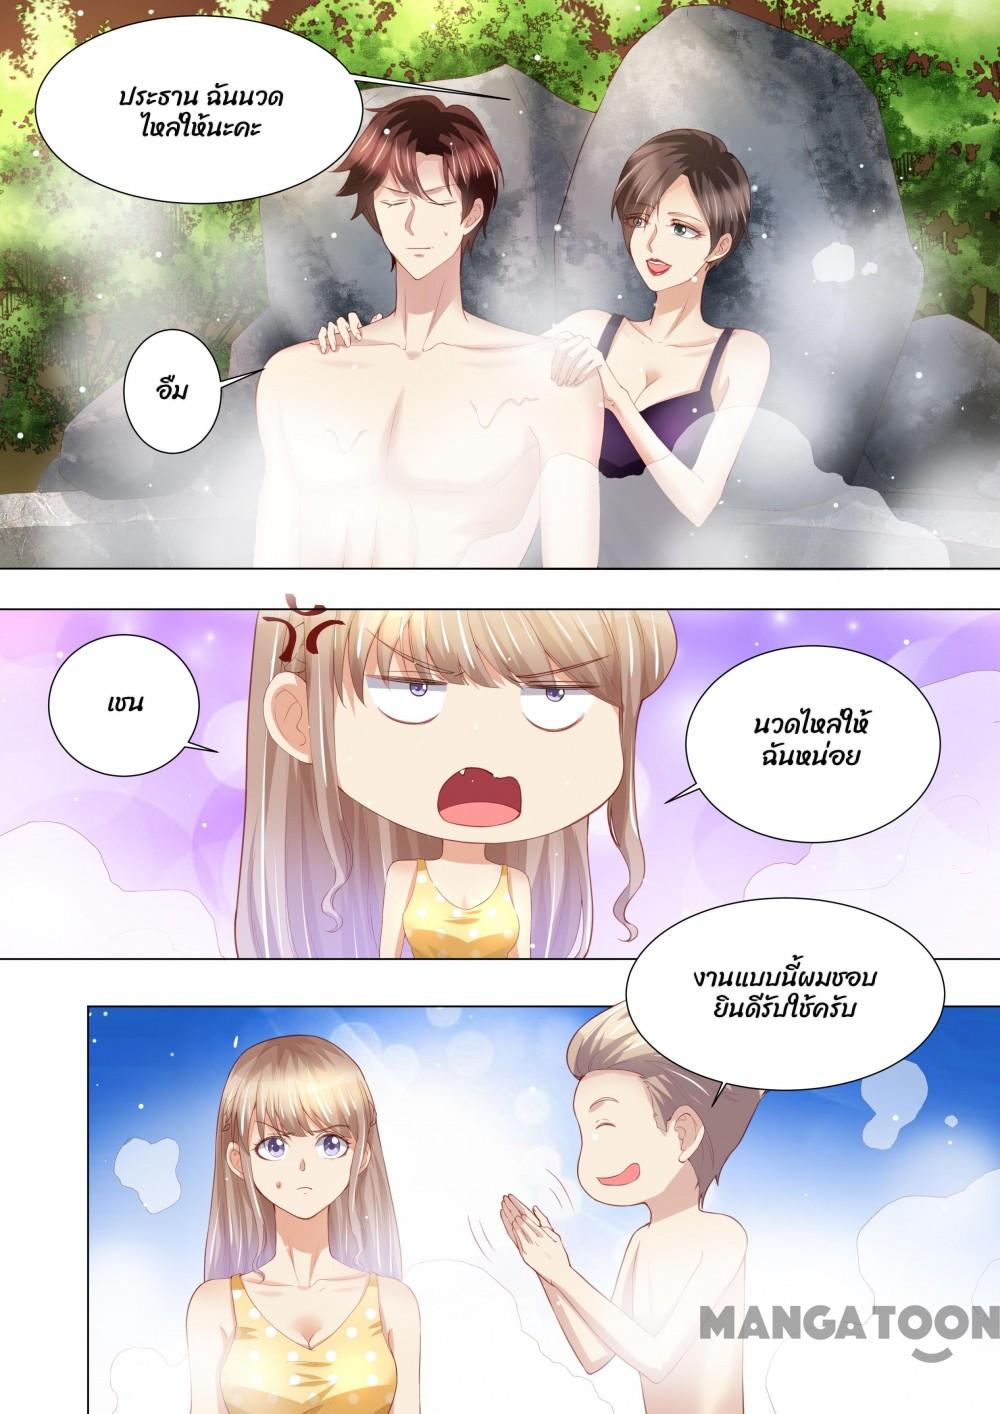 ประธาน ฉันนวด
ไหล่ให้นะคะ
อืม
เชน
นวดไหล่ให้
ฉันหน่อย
งานแบบนี้ผมชอบ
ยินดีรับใช้ครับ
MANGATOON